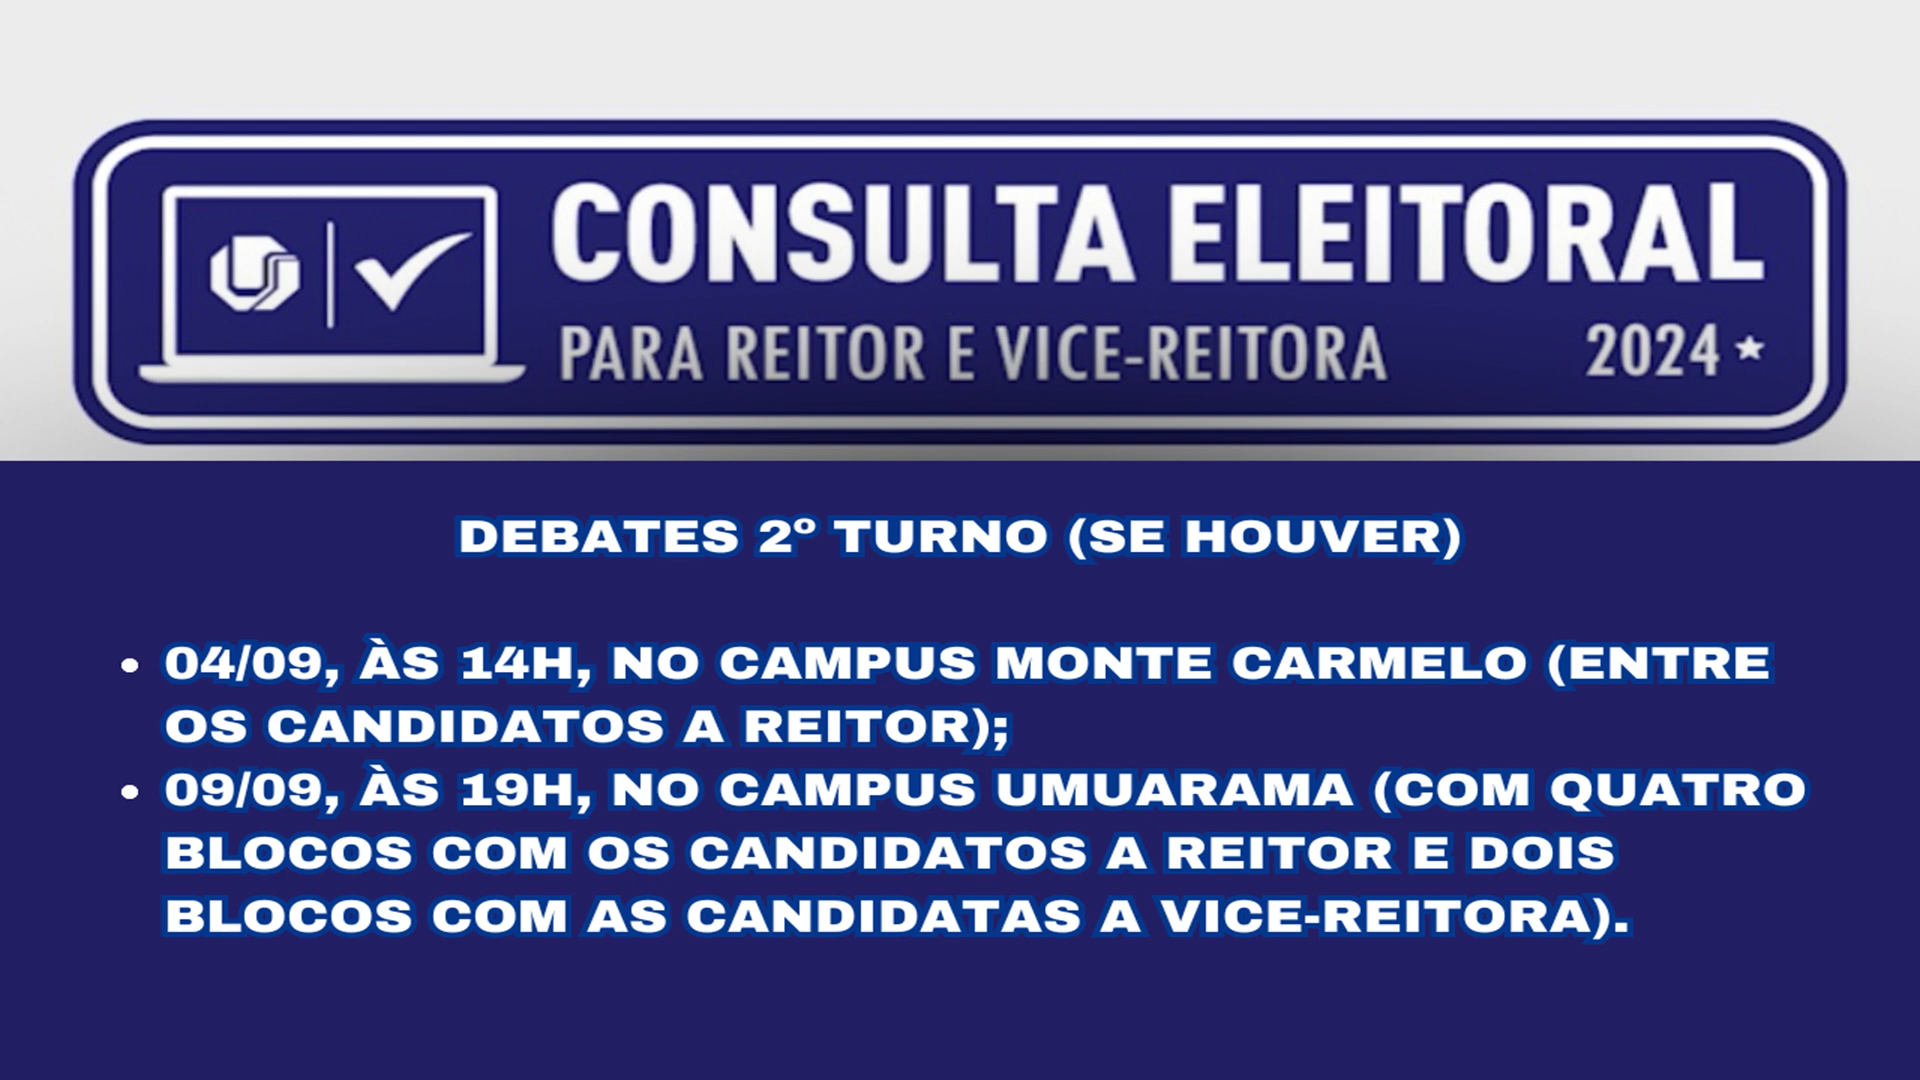 CONSULTA ELEITORAL
PARA REITOR E VICE-REITORA 2024
DEBATES 2º TURNO (SE HOUVER)
• 04/09, ÀS 14H, NO CAMPUS MONTE CARMELO (ENTRE
OS CANDIDATOS A REITOR);
• 09/09, ÀS 19H, NO CAMPUS UMUARAMA (COM QUATRO
BLOCOS COM OS CANDIDATOS A REITOR E DOIS
BLOCOS COM AS CANDIDATAS A VICE-REITORA).